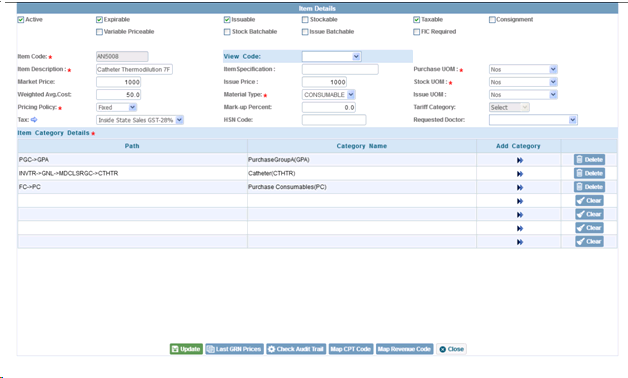 Item Details
Active Expirable Issuable Stockable Taxable Consignment
Variable Priceable Stock Batchable Issue Batchable FIC Required
Item Code: * AN5008 View Code:
Item Description : * Catheter Thermodilution 7F ItemSpecification : Purchase UOM : * Nos
Market Price: 1000 Issue Price : 1000 Stock UOM : * Nos
Weighted Avg.Cost: 50.0 Material Type: * CONSUMABLE Issue UOM : Nos
Pricing Policy: * Fixed Mark-up Percent: 0.0 Tariff Category: Select
Tax: Inside State Sales GST-28% HSN Code: Requested Doctor:
Item Category Details *
Path Category Name Add Category
PGC->GPA PurchaseGroupA(GPA) Delete
INVTR->GNL->MDCLSRGC->CTHTR Catheter(CTHTR) Delete
FC->PC Purchase Consumables(PC) Delete
Clear
Clear
Clear
Clear
Update Last GRN Prices Check Audit Trail Map CPT Code Map Revenue Code Close